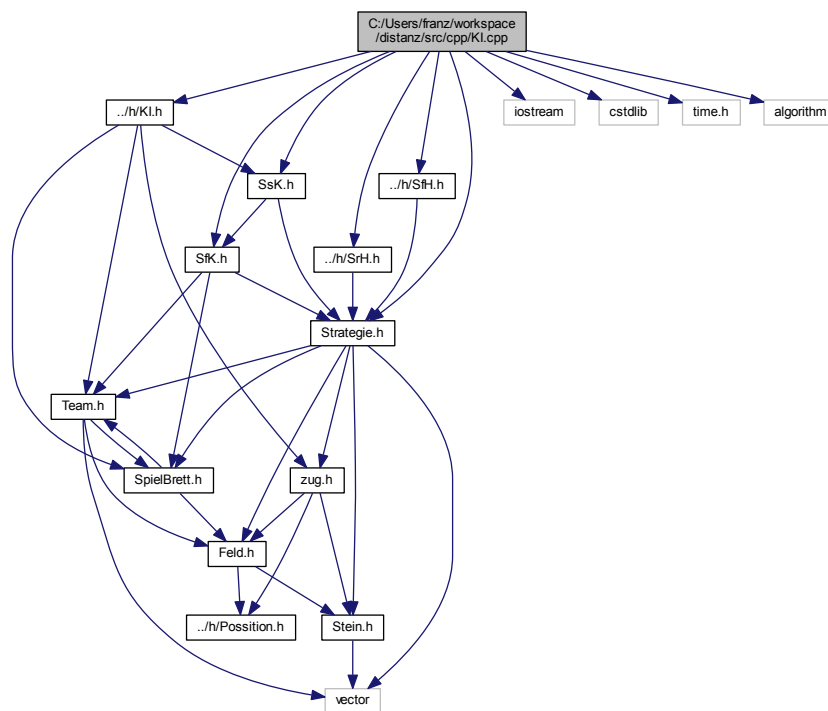 C:/Users/franz/workspace
/distanz/src/cpp/KI.cpp
../h/KI.h
iostream
cstdlib
time.h
algorithm
SsK.h
../h/SfH.h
SfK.h
../h/SrH.h
Strategie.h
Team.h
SpielBrett.h
zug.h
Feld.h
../h/Possition.h
Stein.h
vector